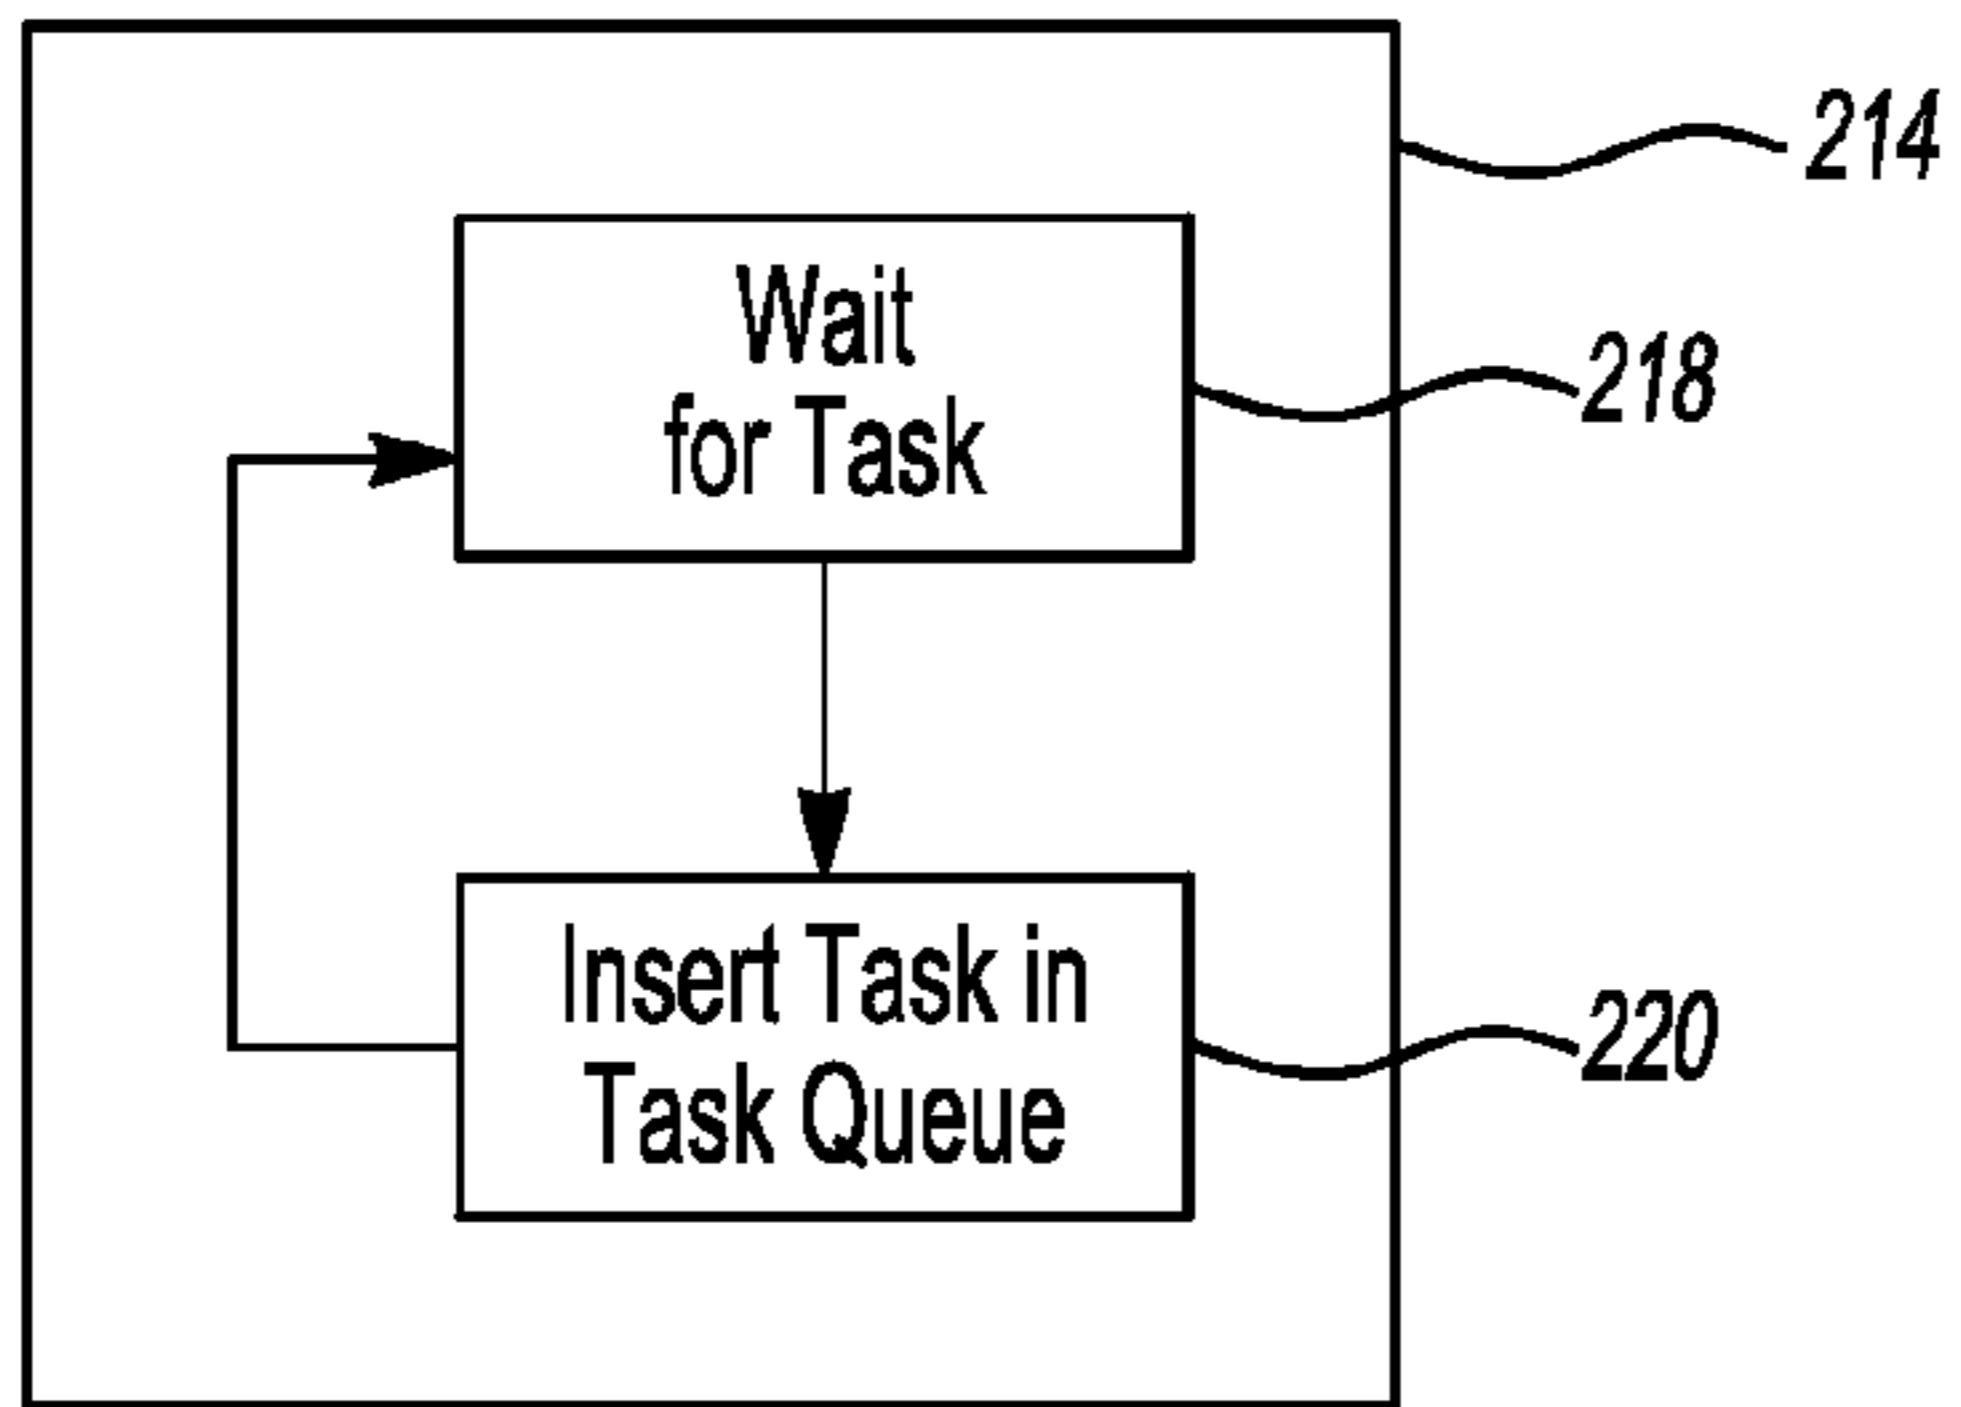 214
Wait
for Task
218
Insert Task in
Task Queue
220